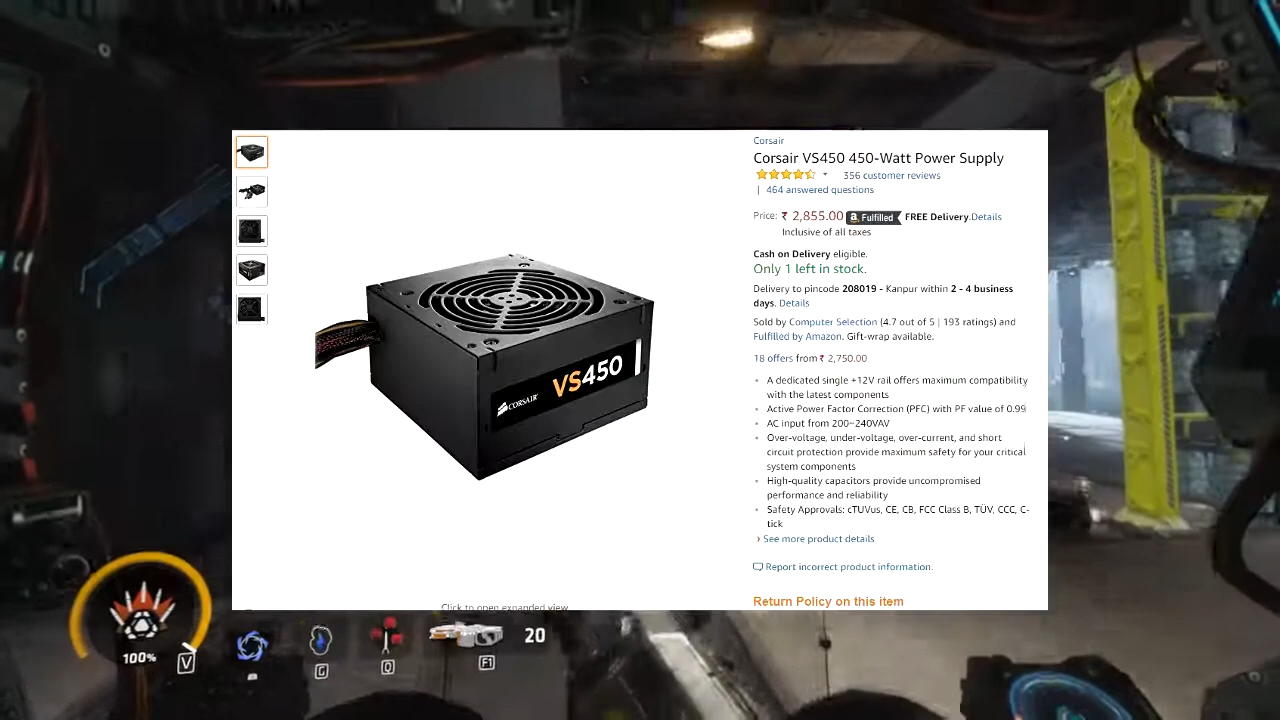 Corsair
Corsair VS450 450-Watt Power Supply
356 customer reviews
| 464 answered questions
Price: ₹ 2,855.00 a Fulfilled FREE Delivery.Details
Inclusive of all taxes
Cash on Delivery eligible.
Only 1 left in stock.
Delivery to pincode 208019 - Kanpur within 2 - 4 business
days. Details
Sold by Computer Selection (4.7 out of 5 | 193 ratings) and
Fulfilled by Amazon. Gift-wrap available.
18 offers from ₹ 2,750.00
A dedicated single +12V rail offers maximum compatibility
with the latest components
Active Power Factor Correction (PFC) with PF value of 0.99
AC input from 200~240VAV
Over-voltage, under-voltage, over-current, and short
circuit protection provide maximum safety for your critical
system components
High-quality capacitors provide uncompromised
performance and reliability
Safety Approvals: cTUVus, CE, CB, FCC Class B, TÜV, CCC, C-
tick
› See more product details
Report incorrect product information.
Return Policy on this item
CORSAIR VS450
Click to open expanded view
100% V
G
Q
F1
20